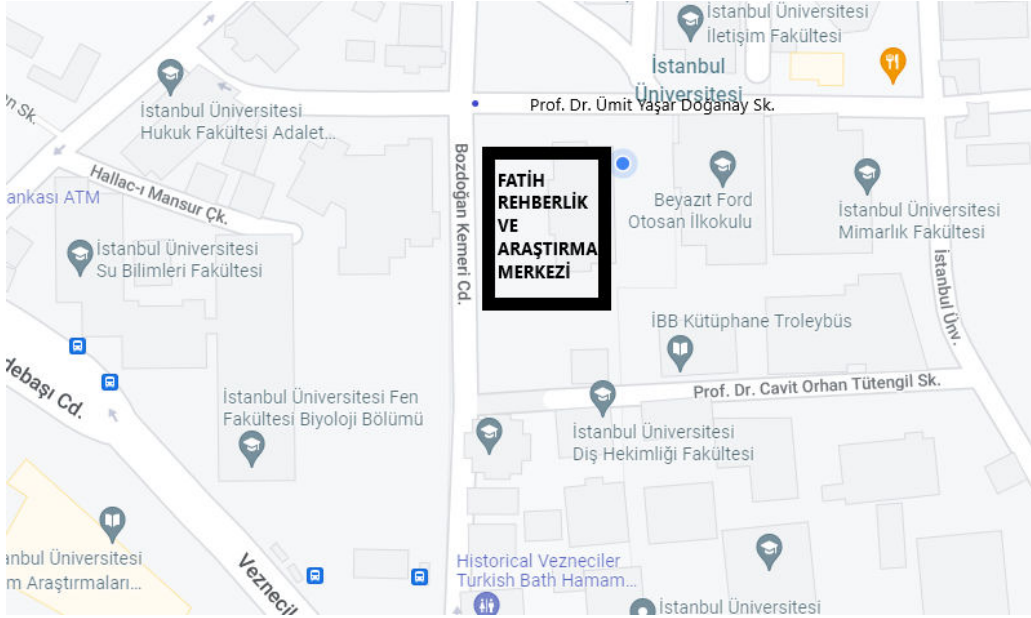 İstanbul Üniversitesi
İletişim Fakültesi
İstanbul
Üniversitesi
Prof. Dr. Ümit Yaşar Doğanay Sk.
İstanbul Üniversitesi
Hukuk Fakültesi Adalet...
Sk.
Hallac-ı Mansur Çk.
ankası ATM
Bozdoğan Kemeri Cd.
FATİH
REHBERLİK
VE
ARAŞTIRMA
MERKEZİ
Beyazıt Ford
Otosan İlkokulu
İstanbul Üniversitesi
Mimarlık Fakültesi
İstanbul Ünv.
İstanbul Üniversitesi
Su Bilimleri Fakültesi
İBB Kütüphane Troleybüs
Prof. Dr. Cavit Orhan Tütengil Sk.
debaşı Cd.
İstanbul Üniversitesi Fen
Fakültesi Biyoloji Bölümü
İstanbul Üniversitesi
Diş Hekimliği Fakültesi
anbul Üniversitesi
m Araştırmaları...
Veznecil
Historical Vezneciler
Turkish Bath Hamam...
İstanbul Üniversitesi